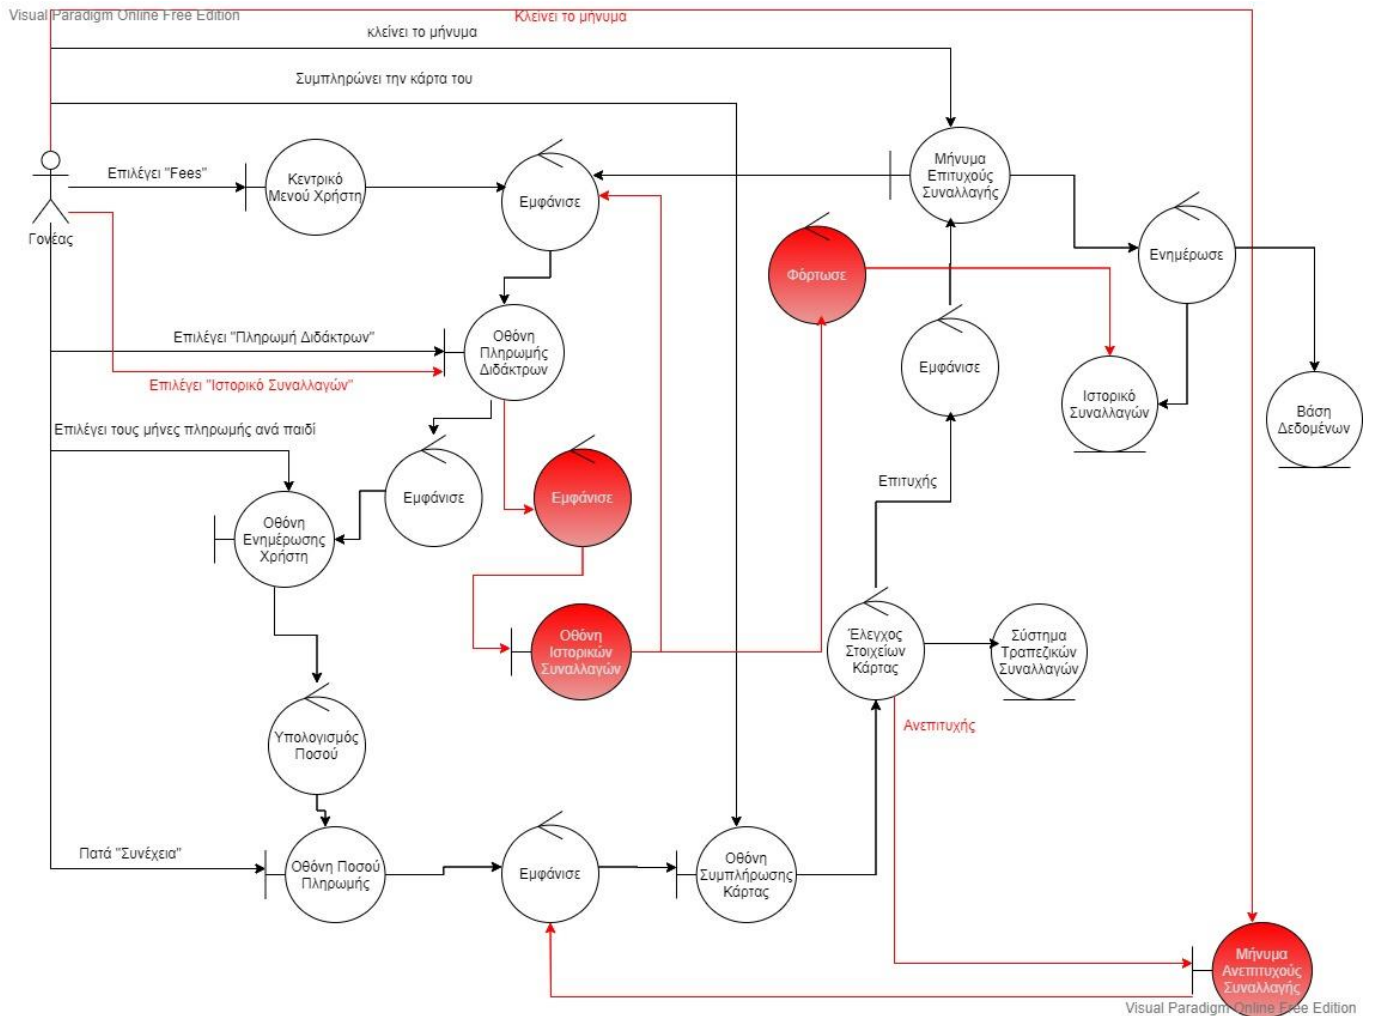 Visual Paradigm Online Free Edition
Κλείνει το μήνυμα
κλείνει το μήνυμα
Συμπληρώνει την κάρτα του
Επιλέγει "Fees"
Κεντρικό
Μενού Χρήστη
Εμφάνισε
Μήνυμα
Επιτυχούς
Συναλλαγής
Γονέας
Ενημέρωσε
Φόρτωσε
Επιλέγει "Πληρωμή Διδάκτρων"
Οθόνη
Πληρωμής
Διδάκτρων
Επιλέγει "Ιστορικό Συναλλαγών"
Εμφάνισε
Ιστορικό
Συναλλαγών
Βάση
Δεδομένων
Επιλέγει τους μήνες πληρωμής ανά παιδί
Εμφάνισε
Εμφάνισε
Επιτυχής
Οθόνη
Ενημέρωσης
Χρήστη
Οθόνη
Ιστορικών
Συναλλαγών
Έλεγχος
Στοιχείων
Κάρτας
Σύστημα
Τραπεζικών
Συναλλαγών
Ανεπιτυχής
Υπολογισμός
Ποσού
Πατά "Συνέχεια"
Οθόνη Ποσού
Πληρωμής
Εμφάνισε
Οθόνη
Συμπλήρωσης
Κάρτας
Μήνυμα
Ανεπιτυχούς
Συναλλαγής
Visual Paradigm Online Free Edition